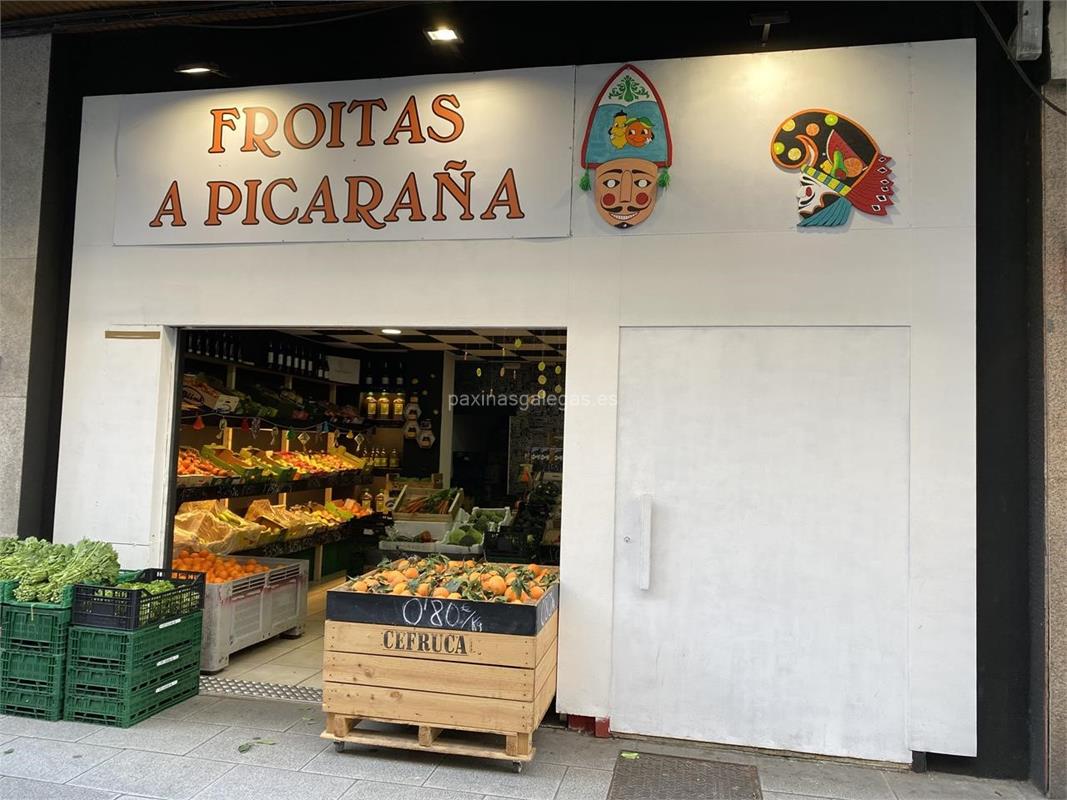 FROITAS
A PICARAÑA
paxinasgalegas.es
0'80 €/Kg
CEFRUCA